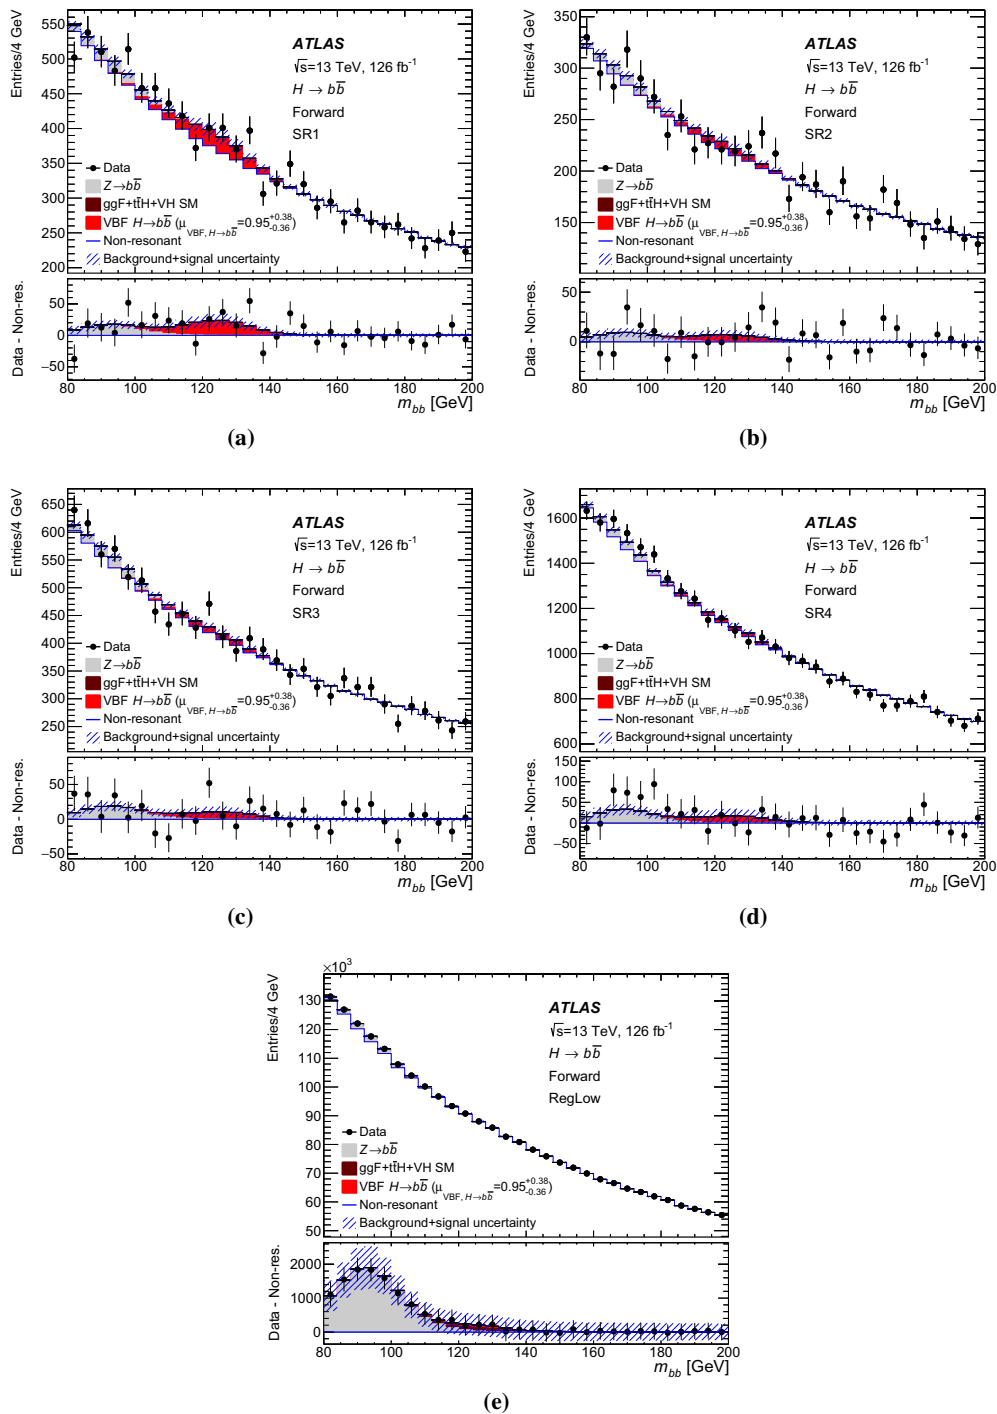 Entries/4 GeV
550
500
450
400
350
300
250
200
ATLAS
√s=13 TeV, 126 fb⁻¹
H → bb̅
Forward
SR1
Data
Z→bb̅
ggF+tt̅H+VH SM
VBF H→bb̅ (μ_VBF, H→bb̅ =0.95 +0.38 -0.36)
Non-resonant
Background+signal uncertainty
Data - Non-res.
50
0
−50
80 100 120 140 160 180 200
m_bb [GeV]
(a)
Entries/4 GeV
350
300
250
200
150
ATLAS
√s=13 TeV, 126 fb⁻¹
H → bb̅
Forward
SR2
Data
Z→bb̅
ggF+tt̅H+VH SM
VBF H→bb̅ (μ_VBF, H→bb̅ =0.95 +0.38 -0.36)
Non-resonant
Background+signal uncertainty
Data - Non-res.
50
0
80 100 120 140 160 180 200
m_bb [GeV]
(b)
Entries/4 GeV
650
600
550
500
450
400
350
300
250
ATLAS
√s=13 TeV, 126 fb⁻¹
H → bb̅
Forward
SR3
Data
Z→bb̅
ggF+tt̅H+VH SM
VBF H→bb̅ (μ_VBF, H→bb̅ =0.95 +0.38 -0.36)
Non-resonant
Background+signal uncertainty
Data - Non-res.
50
0
−50
80 100 120 140 160 180 200
m_bb [GeV]
(c)
Entries/4 GeV
1600
1400
1200
1000
800
600
ATLAS
√s=13 TeV, 126 fb⁻¹
H → bb̅
Forward
SR4
Data
Z→bb̅
ggF+tt̅H+VH SM
VBF H→bb̅ (μ_VBF, H→bb̅ =0.95 +0.38 -0.36)
Non-resonant
Background+signal uncertainty
Data - Non-res.
150
100
50
0
−50
80 100 120 140 160 180 200
m_bb [GeV]
(d)
×10³
Entries/4 GeV
130
120
110
100
90
80
70
60
50
ATLAS
√s=13 TeV, 126 fb⁻¹
H → bb̅
Forward
RegLow
Data
Z→bb̅
ggF+tt̅H+VH SM
VBF H→bb̅ (μ_VBF, H→bb̅ =0.95 +0.38 -0.36)
Non-resonant
Background+signal uncertainty
Data - Non-res.
2000
1000
0
80 100 120 140 160 180 200
m_bb [GeV]
(e)